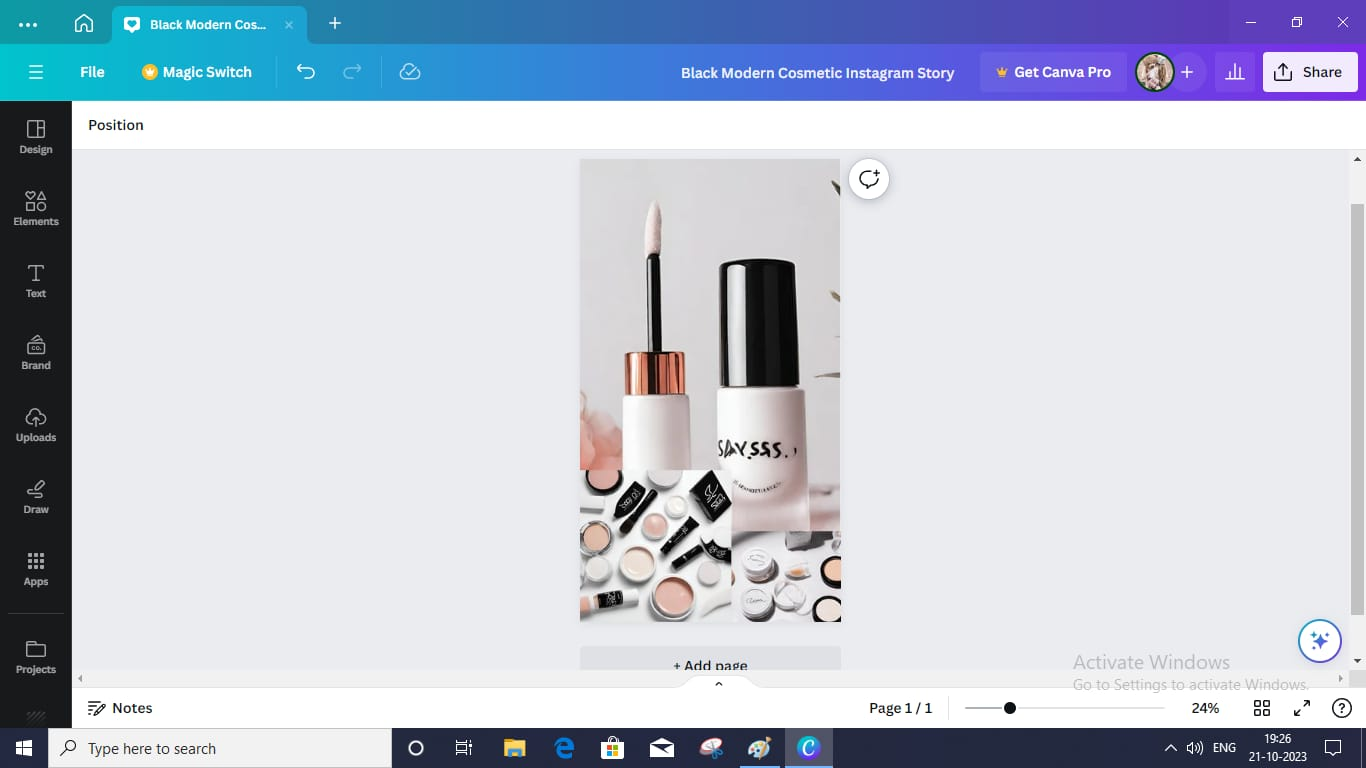 Black Modern Cos...
File
Magic Switch
Black Modern Cosmetic Instagram Story
Get Canva Pro
Share
Position
Design
Elements
Text
CO.
Brand
Uploads
Draw
Apps
Projects
SAYSSS.,
+ Add page
Activate Windows
Go to Settings to activate Windows.
Notes
Page 1 / 1
24%
Type here to search
ENG
19:26
21-10-2023